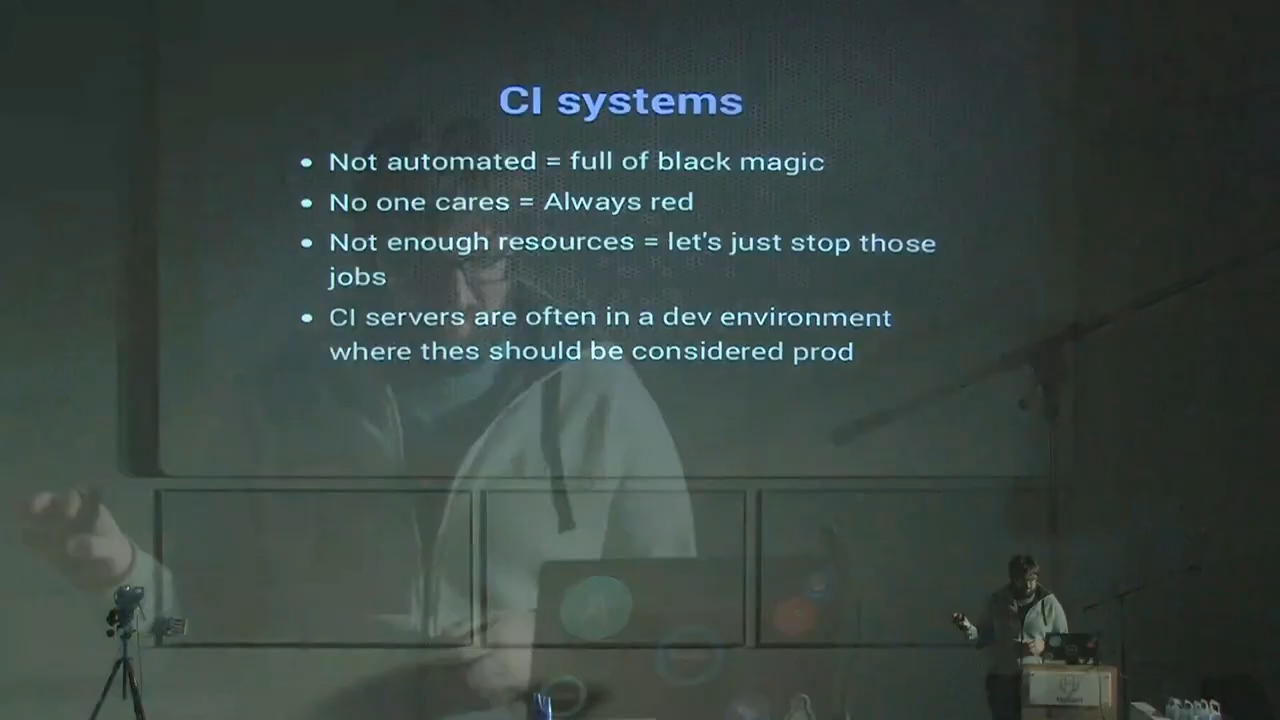 CI systems
• Not automated = full of black magic
• No one cares = Always red
• Not enough resources = let's just stop those
jobs
• CI servers are often in a dev environment
where thes should be considered prod